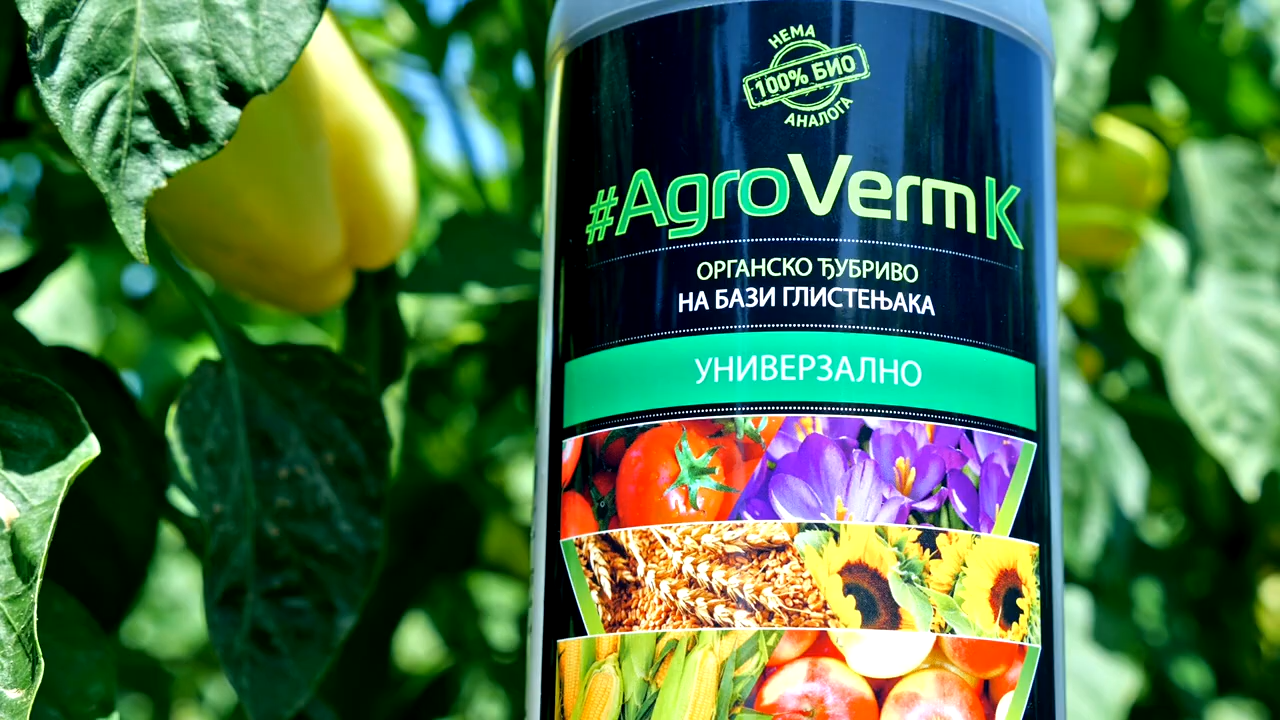 НЕМА
100% БИО
АНАЛОГА
#AgroVermK
ОРГАНСКО ЂУБРИВО
НА БАЗИ ГЛИСТЕЊАКА
УНИВЕРЗАЛНО